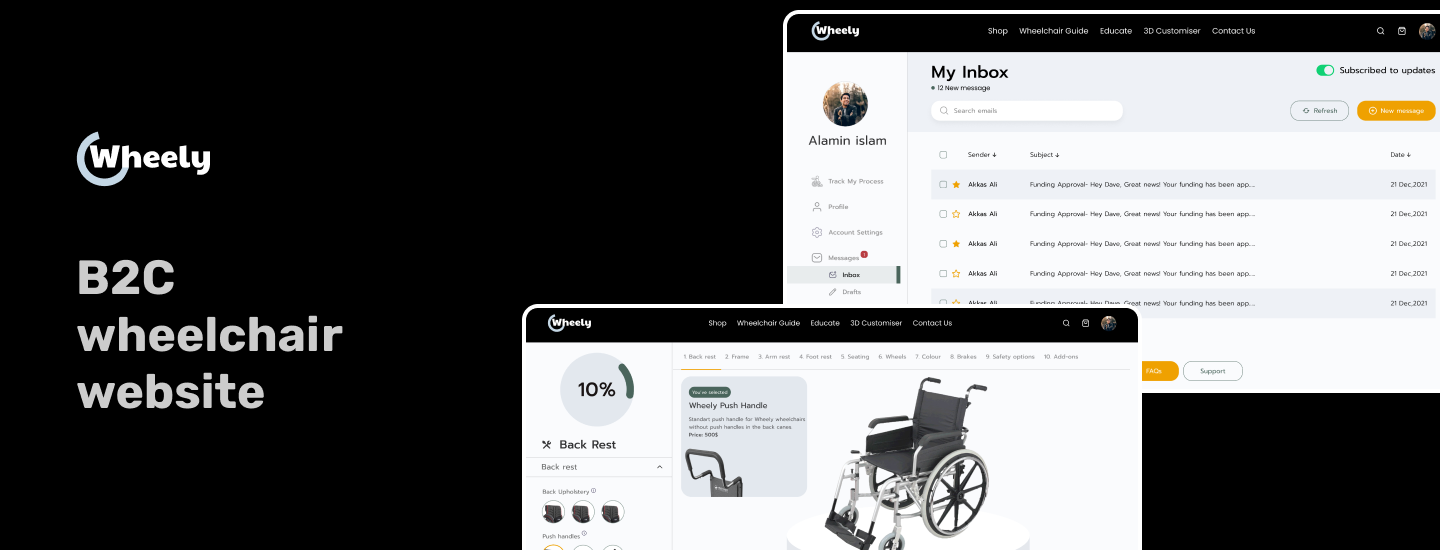 Wheely
B2C
wheelchair
website
Wheely
Shop Wheelchair Guide Educate 3D Customiser Contact Us
My Inbox
Subscribed to updates
12 New message
Search emails
Refresh
New message
Alamin islam
Track My Process
Profile
Account Settings
Messages 1
Inbox
Drafts
Sender Subject Date
Akkas Ali Funding Approval- Hey Dave, Great news! Your funding has been app.... 21 Dec,2021
Akkas Ali Funding Approval- Hey Dave, Great news! Your funding has been app.... 21 Dec,2021
Akkas Ali Funding Approval- Hey Dave, Great news! Your funding has been app.... 21 Dec,2021
Akkas Ali Funding Approval- Hey Dave, Great news! Your funding has been app.... 21 Dec,2021
Akkas Ali Funding Approval- Hey Dave, Great news! Your funding has been app.... 21 Dec,2021
FAQs
Support
Wheely
Shop Wheelchair Guide Educate 3D Customiser Contact Us
10%
Back Rest
Back rest
Back Upholstery
Push handles
1. Back rest 2. Frame 3. Arm rest 4. Foot rest 5. Seating 6. Wheels 7. Colour 8. Brakes 9. Safety options 10. Add-ons
You've selected
Wheely Push Handle
Standart push handle for Wheely wheelchairs
without push handles in the back canes.
Price: 500$